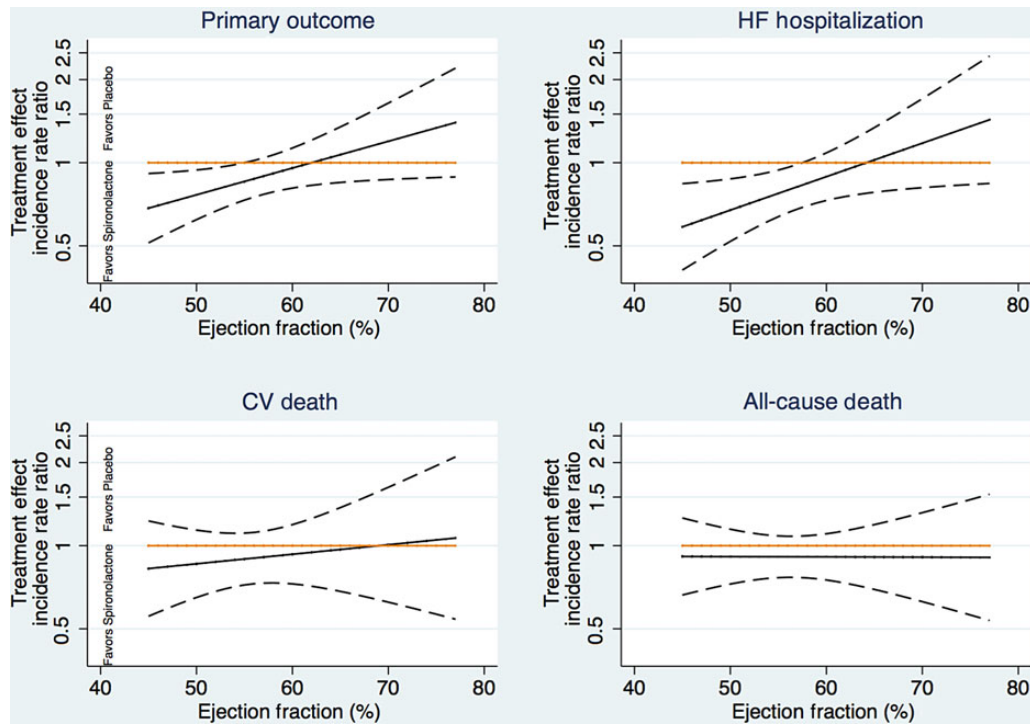 Primary outcome
Treatment effect
incidence rate ratio
Favors Spironolactone Favors Placebo
2.5
2
1.5
1
0.5
40 50 60 70 80
Ejection fraction (%)
HF hospitalization
Treatment effect
incidence rate ratio
2.5
2
1.5
1
0.5
40 50 60 70 80
Ejection fraction (%)
CV death
Treatment effect
incidence rate ratio
Favors Spironolactone Favors Placebo
2.5
2
1.5
1
0.5
40 50 60 70 80
Ejection fraction (%)
All-cause death
Treatment effect
incidence rate ratio
2.5
2
1.5
1
0.5
40 50 60 70 80
Ejection fraction (%)